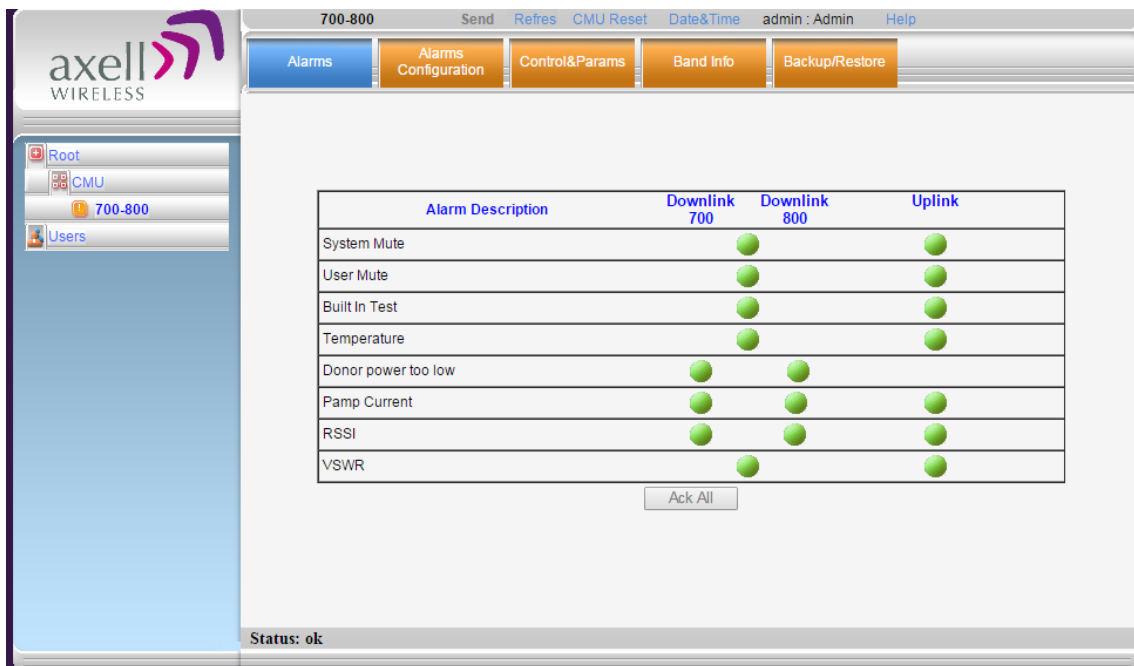 axell
WIRELESS
700-800 Send Refres CMU Reset Date&Time admin : Admin Help
Alarms
Alarms
Configuration
Control&Params
Band Info
Backup/Restore
Root
CMU
700-800
Users
Alarm Description
Downlink
700
Downlink
800
Uplink
System Mute
User Mute
Built In Test
Temperature
Donor power too low
Pamp Current
RSSI
VSWR
Ack All
Status: ok